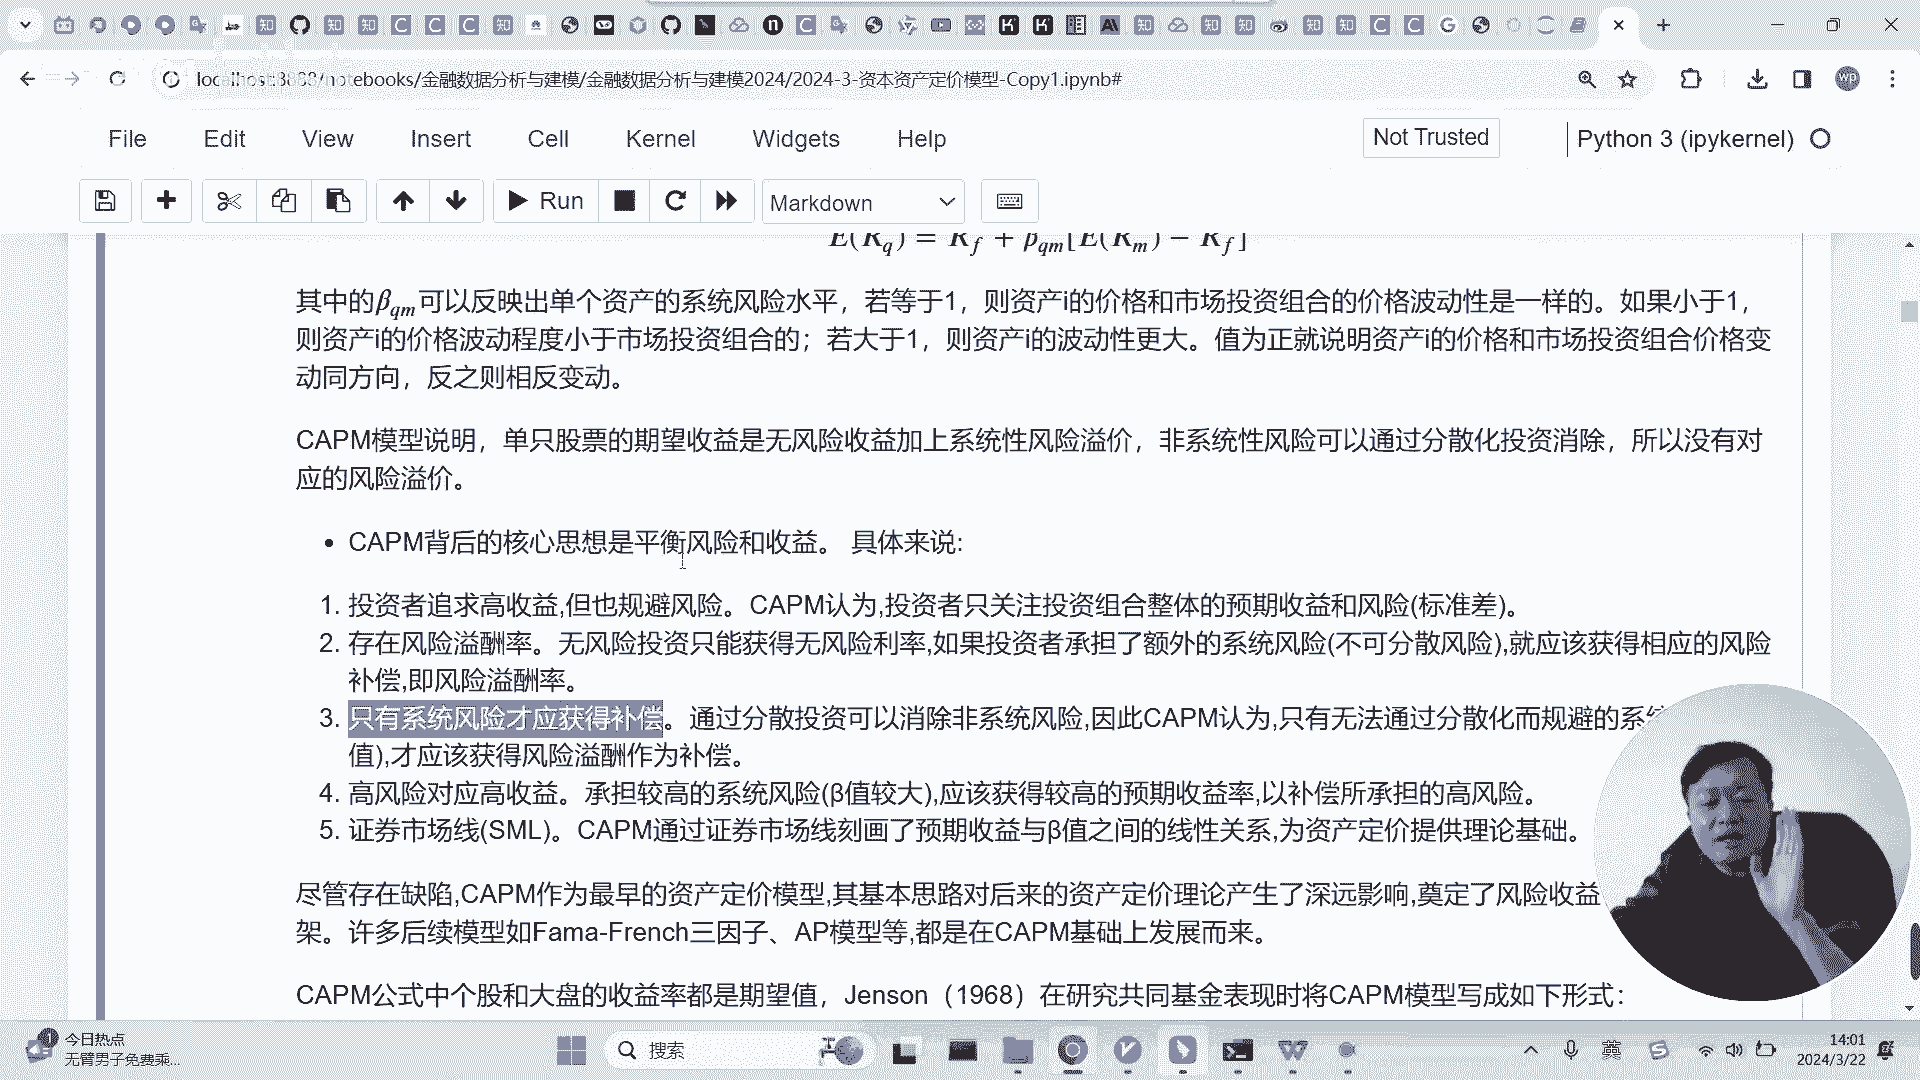 localhost:8888/notebooks/金融数据分析与建模/金融数据分析与建模2024/2024-3-资本资产定价模型-Copy1.ipynb#
wp
File Edit View Insert Cell Kernel Widgets Help
Not Trusted
Python 3 (ipykernel)
Run
Markdown
E(R_q) = R_f + β_qm[E(R_m) − R_f]
其中的β_qm可以反映出单个资产的系统风险水平，若等于1，则资产i的价格和市场投资组合的价格波动性是一样的。如果小于1，
则资产i的价格波动程度小于市场投资组合的；若大于1，则资产i的波动性更大。值为正就说明资产i的价格和市场投资组合价格变
动同方向，反之则相反变动。
CAPM模型说明，单只股票的期望收益是无风险收益加上系统性风险溢价，非系统性风险可以通过分散化投资消除，所以没有对
应的风险溢价。
• CAPM背后的核心思想是平衡风险和收益。 具体来说:
1. 投资者追求高收益,但也规避风险。CAPM认为,投资者只关注投资组合整体的预期收益和风险(标准差)。
2. 存在风险溢酬率。无风险投资只能获得无风险利率,如果投资者承担了额外的系统风险(不可分散风险),就应该获得相应的风险
补偿,即风险溢酬率。
3. 只有系统风险才应获得补偿。通过分散投资可以消除非系统风险,因此CAPM认为,只有无法通过分散化而规避的系
值),才应该获得风险溢酬作为补偿。
4. 高风险对应高收益。承担较高的系统风险(β值较大),应该获得较高的预期收益率,以补偿所承担的高风险。
5. 证券市场线(SML)。CAPM通过证券市场线刻画了预期收益与β值之间的线性关系,为资产定价提供理论基础。
尽管存在缺陷,CAPM作为最早的资产定价模型,其基本思路对后来的资产定价理论产生了深远影响,奠定了风险收益
架。许多后续模型如Fama-French三因子、AP模型等,都是在CAPM基础上发展而来。
CAPM公式中个股和大盘的收益率都是期望值，Jenson（1968）在研究共同基金表现时将CAPM模型写成如下形式：
今日热点
无臂男子免费乘...
搜索
英
14:01
2024/3/22